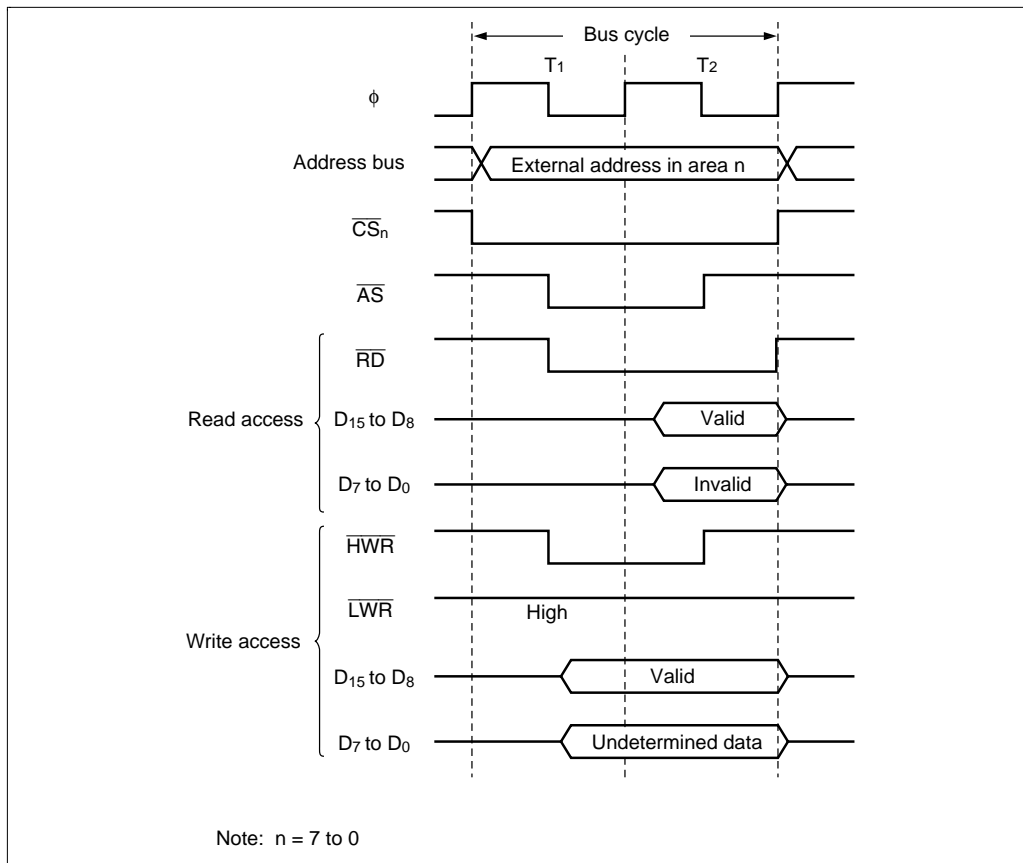 Bus cycle
T1 T2
ϕ
Address bus External address in area n
CSn
AS
RD
Read access
D15 to D8 Valid
D7 to D0 Invalid
HWR
LWR High
Write access
D15 to D8 Valid
D7 to D0 Undetermined data
Note: n = 7 to 0